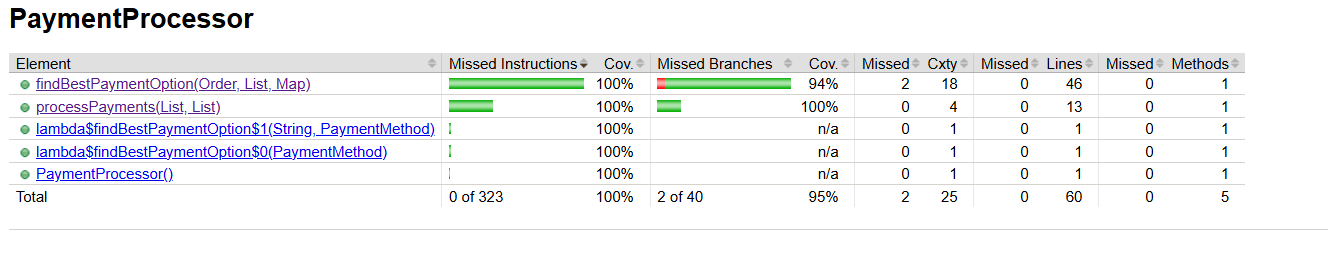 PaymentProcessor
Element Missed Instructions Cov. Missed Branches Cov. Missed Cxty Missed Lines Missed Methods
findBestPaymentOption(Order, List, Map) 100% 94% 2 18 0 46 0 1
processPayments(List, List) 100% 100% 0 4 0 13 0 1
lambda$findBestPaymentOption$1(String, PaymentMethod) 100% n/a 0 1 0 1 0 1
lambda$findBestPaymentOption$0(PaymentMethod) 100% n/a 0 1 0 1 0 1
PaymentProcessor() 100% n/a 0 1 0 1 0 1
Total 0 of 323 100% 2 of 40 95% 2 25 0 60 0 5